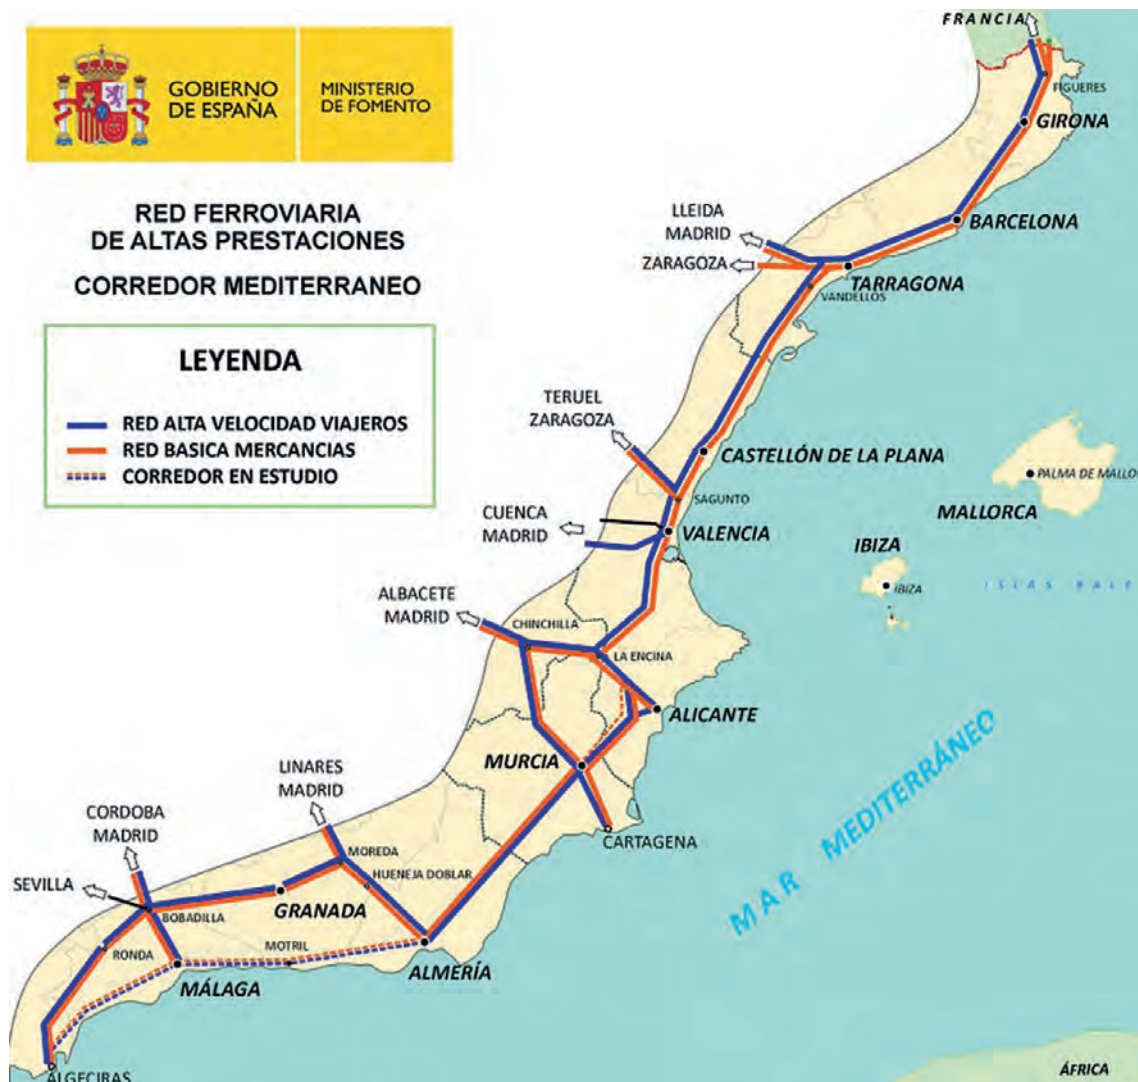 GOBIERNO
DE ESPAÑA
MINISTERIO
DE FOMENTO
RED FERROVIARIA
DE ALTAS PRESTACIONES
CORREDOR MEDITERRANEO
LEYENDA
RED ALTA VELOCIDAD VIAJEROS
RED BASICA MERCANCIAS
CORREDOR EN ESTUDIO
FRANCIA
FIGUERES
GIRONA
BARCELONA
LLEIDA
MADRID
ZARAGOZA
TARRAGONA
VANDELLOS
TERUEL
ZARAGOZA
CASTELLÓN DE LA PLANA
SAGUNTO
CUENCA
MADRID
VALENCIA
PALMA DE MALLO
MALLORCA
IBIZA
IBIZA
ISLAS BALE
ALBACETE
MADRID
CHINCHILLA
LA ENCINA
ALICANTE
MURCIA
CARTAGENA
MAR MEDITERRÁNEO
LINARES
MADRID
CORDOBA
MADRID
SEVILLA
MOREDA
HUENEJA DOBLAR
GRANADA
BOBADILLA
RONDA
MOTRIL
MÁLAGA
ALMERÍA
ALGECIRAS
ÁFRICA